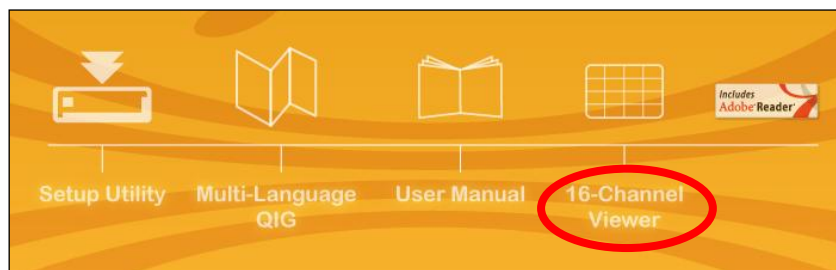 Includes
Adobe Reader
Setup Utility
Multi-Language
QIG
User Manual
16-Channel
Viewer